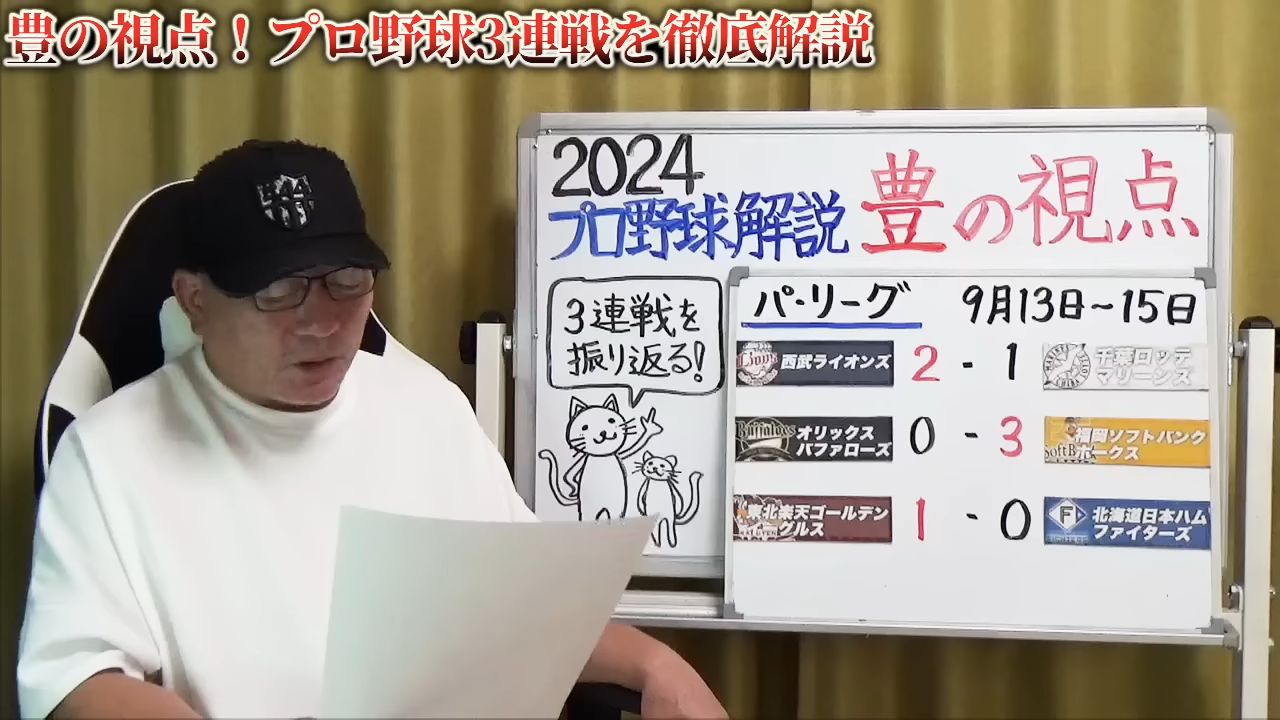 豊の視点！プロ野球3連戦を徹底解説
2024
プロ野球解説 豊の視点
3連戦を
振り返る!
パ・リーグ 9月13日~15日
Lions
西武ライオンズ 2 - 1 千葉ロッテ
マリーンズ
Buffaloes
オリックス
バファローズ 0 - 3 福岡ソフトバンク
ホークス
東北楽天ゴールデン
グルス 1 - 0 北海道日本ハム
ファイターズ
F